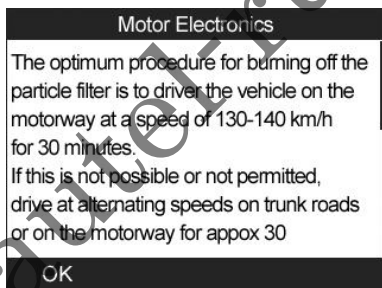 Motor Electronics
The optimum procedure for burning off the
particle filter is to driver the vehicle on the
motorway at a speed of 130-140 km/h
for 30 minutes.
If this is not possible or not permitted,
drive at alternating speeds on trunk roads
or on the motorway for appox 30
OK